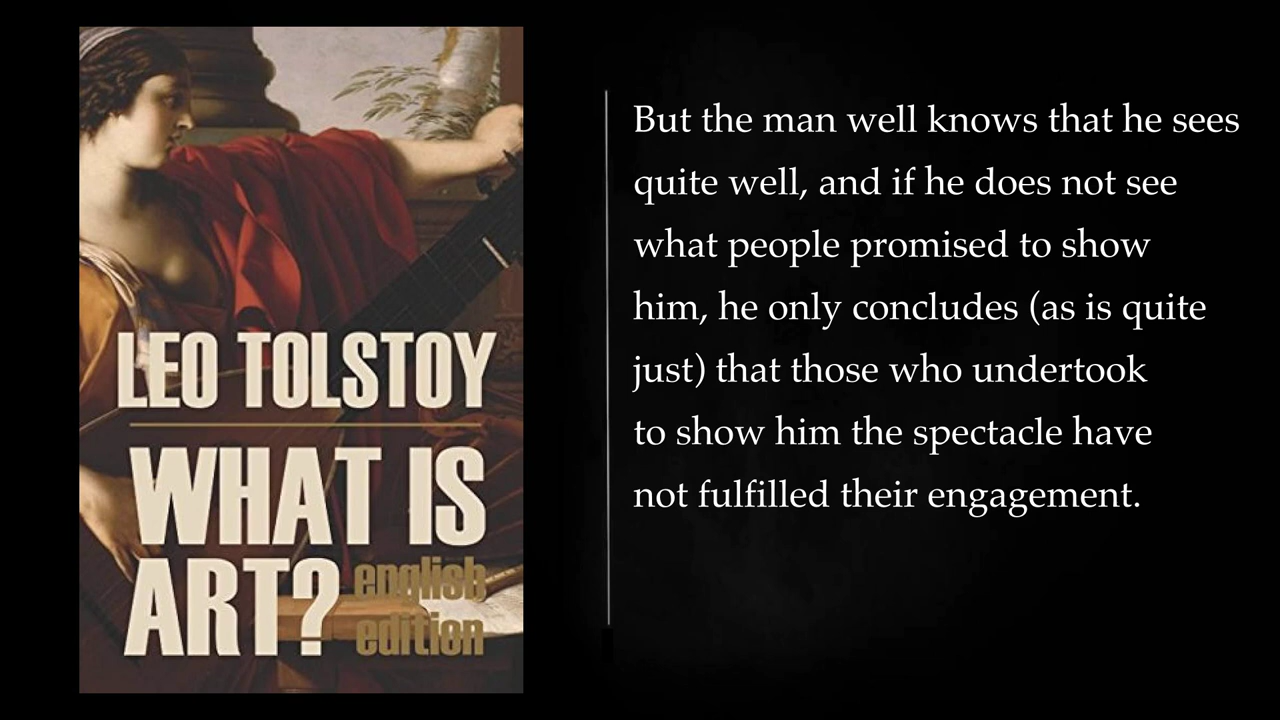 LEO TOLSTOY
WHAT IS
ART?
english
edition
But the man well knows that he sees
quite well, and if he does not see
what people promised to show
him, he only concludes (as is quite
just) that those who undertook
to show him the spectacle have
not fulfilled their engagement.